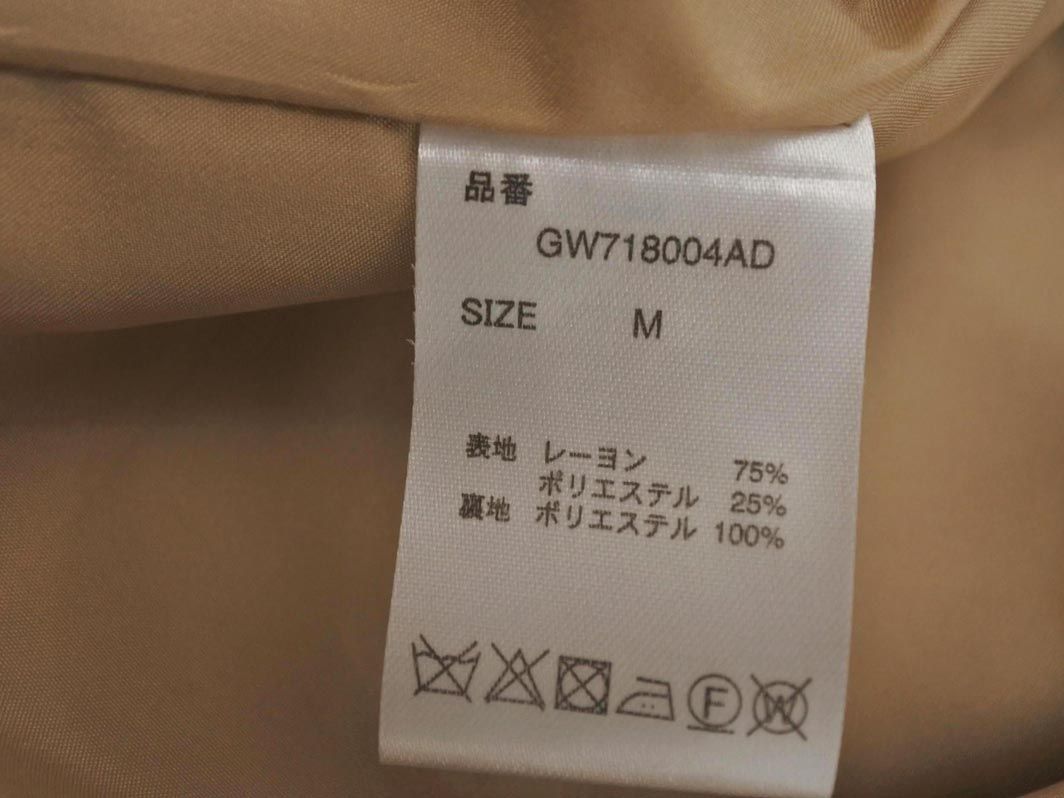 品番
GW718004AD
SIZE M
表地 レーヨン 75%
ポリエステル 25%
裏地 ポリエステル 100%
F W